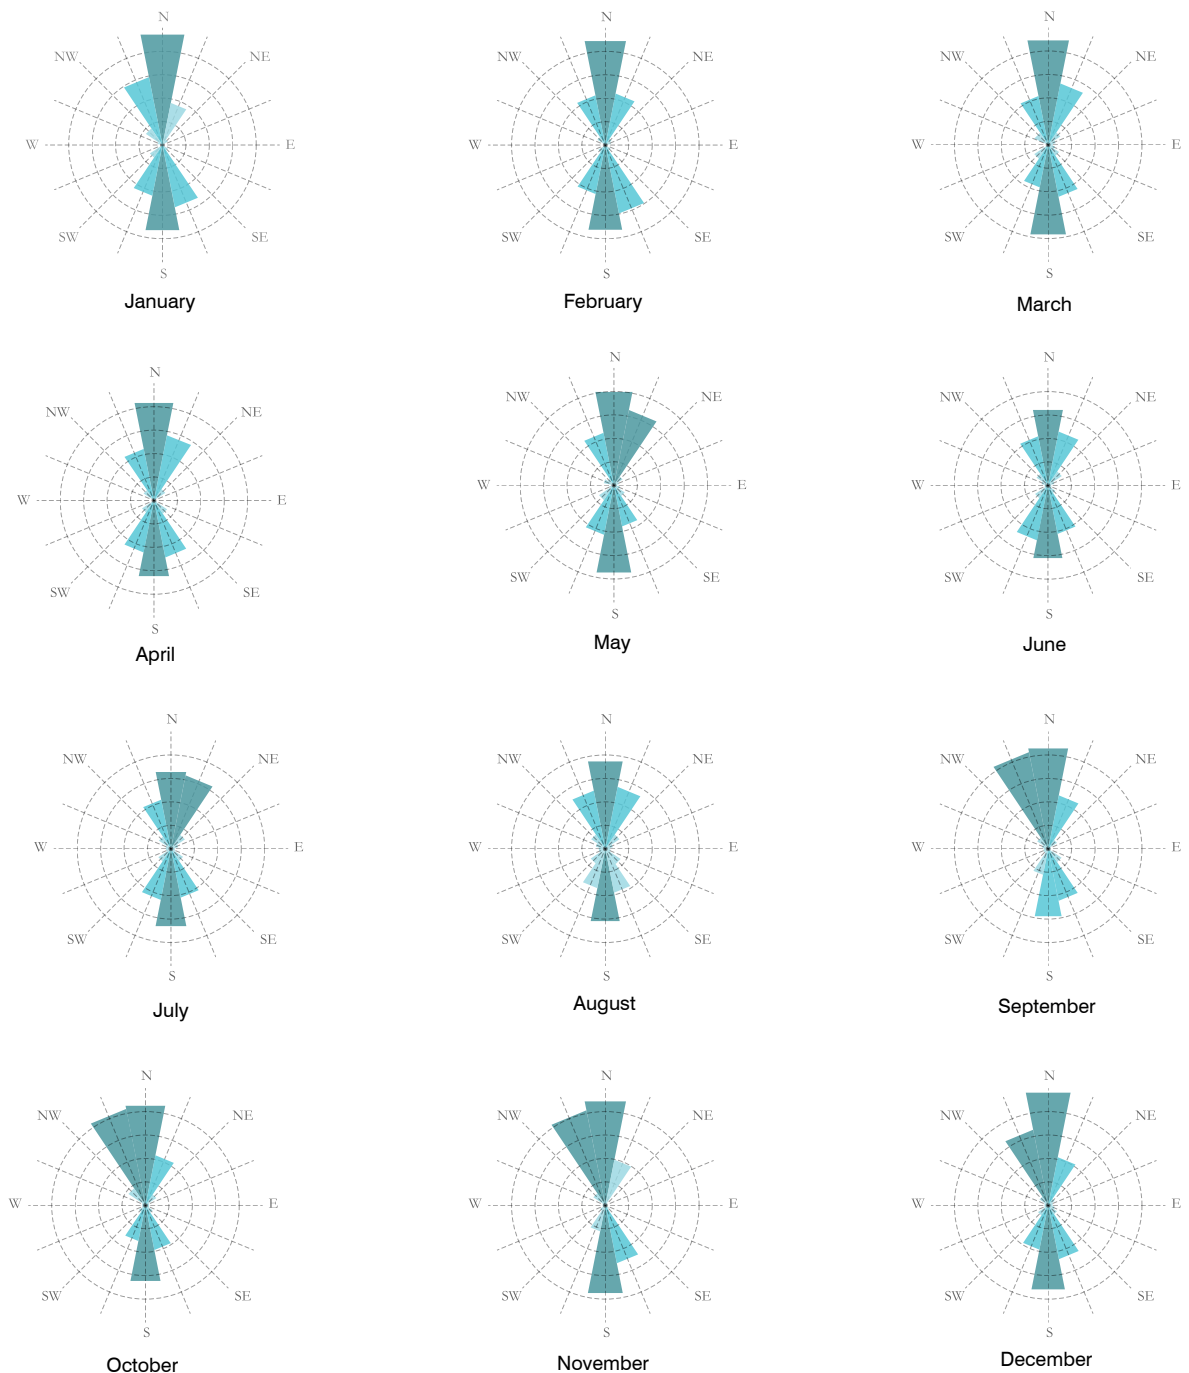 N
NW NE
W E
SW SE
S
January
N
NW NE
W E
SW SE
S
February
N
NW NE
W E
SW SE
S
March
N
NW NE
W E
SW SE
S
April
N
NW NE
W E
SW SE
S
May
N
NW NE
W E
SW SE
S
June
N
NW NE
W E
SW SE
S
July
N
NW NE
W E
SW SE
S
August
N
NW NE
W E
SW SE
S
September
N
NW NE
W E
SW SE
S
October
N
NW NE
W E
SW SE
S
November
N
NW NE
W E
SW SE
S
December